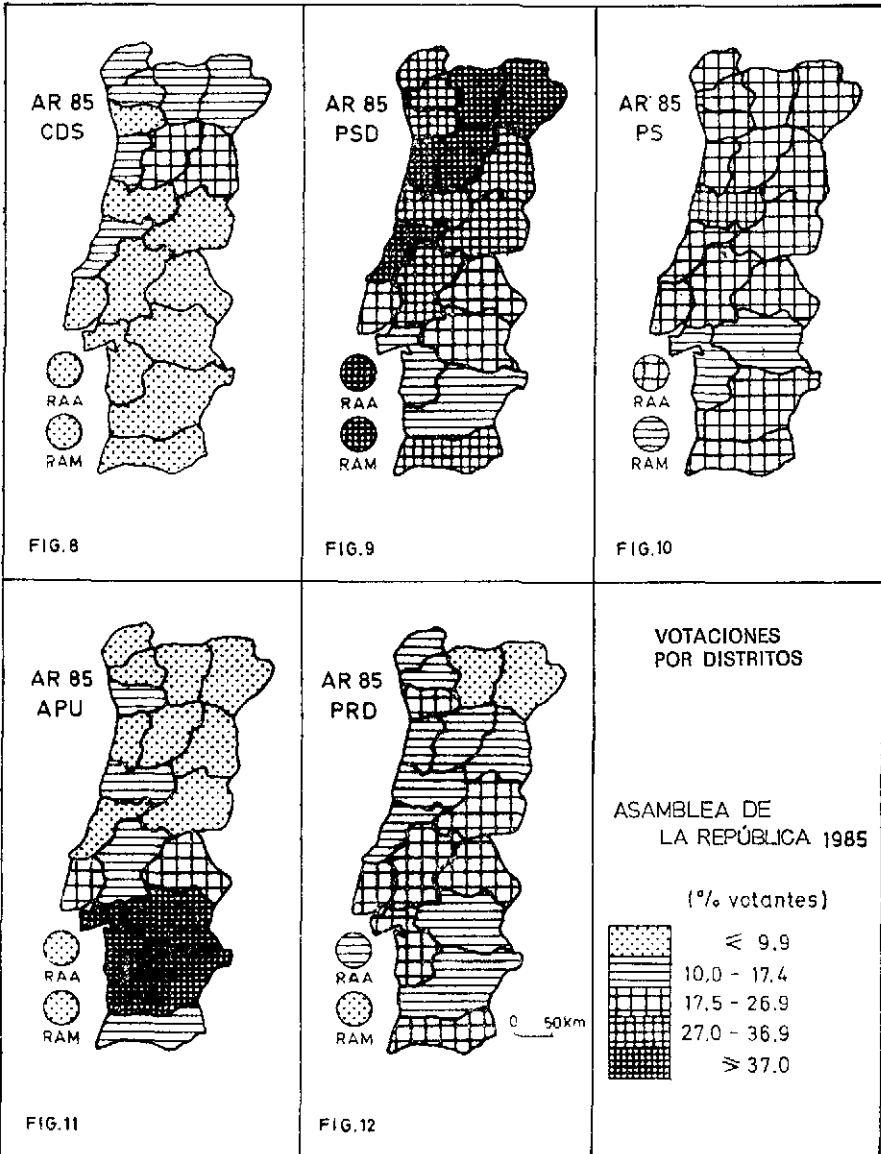 AR 85
CDS
RAA
RAM
FIG.8
AR 85
PSD
RAA
RAM
FIG.9
AR 85
PS
RAA
RAM
FIG.10
AR 85
APU
RAA
RAM
FIG.11
AR 85
PRD
RAA
RAM
0 50Km
FIG.12
VOTACIONES
POR DISTRITOS
ASAMBLEA DE
LA REPÚBLICA 1985
(% votantes)
≤ 9.9
10.0 - 17.4
17.5 - 26.9
27.0 - 36.9
≥ 37.0